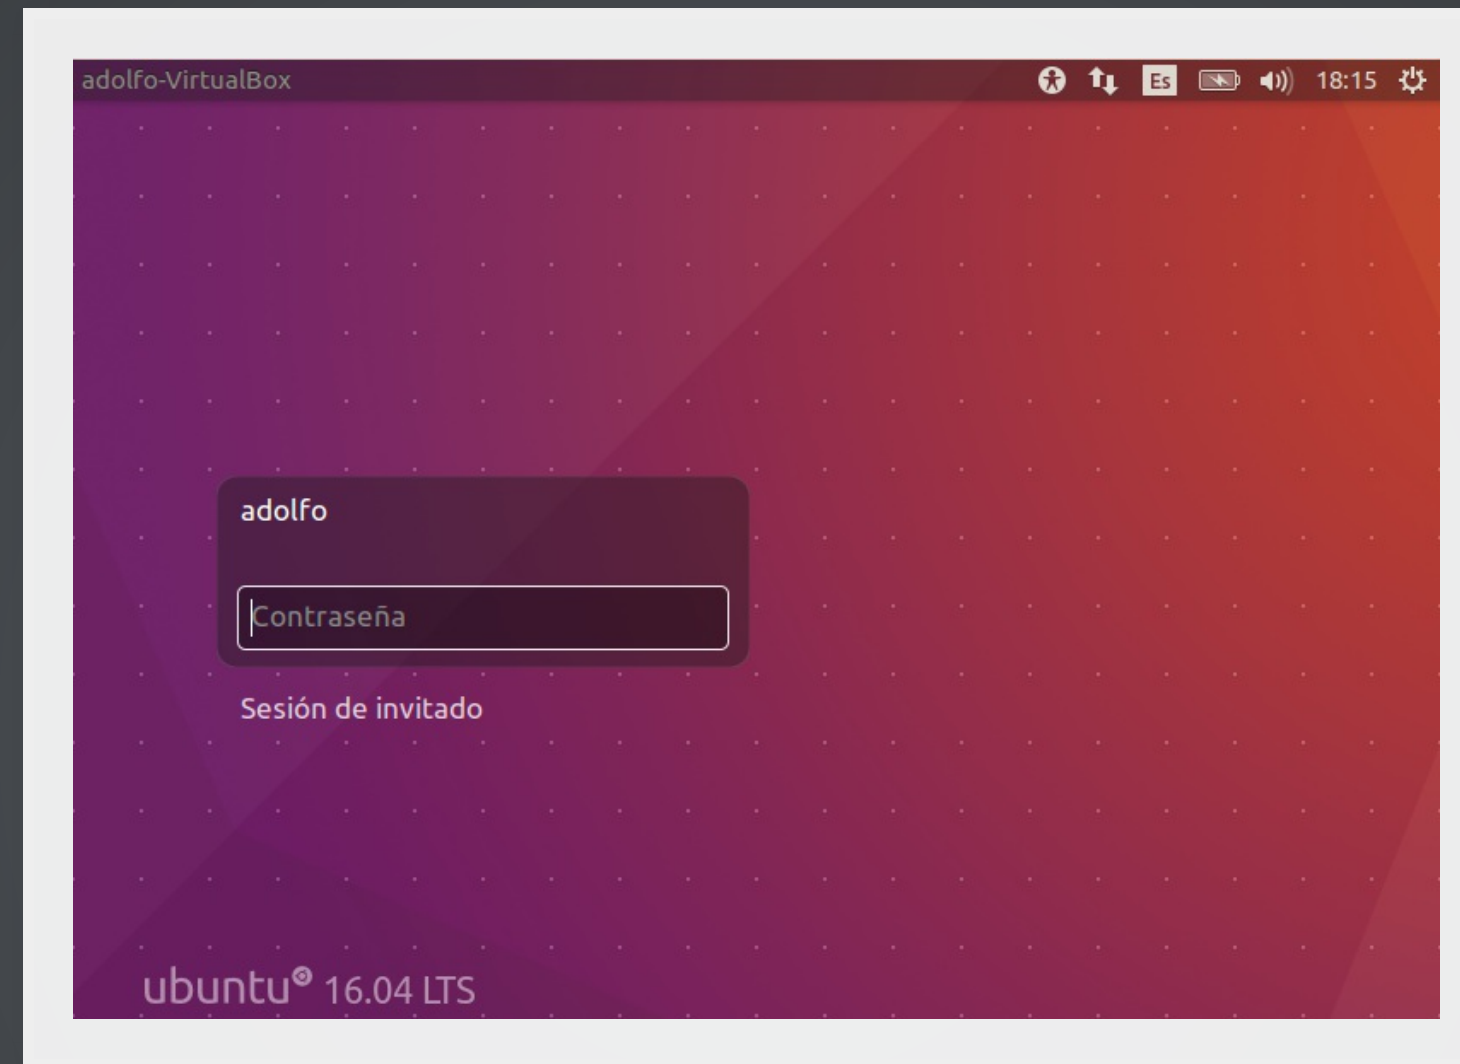 adolfo-VirtualBox Es 18:15
adolfo
Contraseña
Sesión de invitado
ubuntu 16.04 LTS